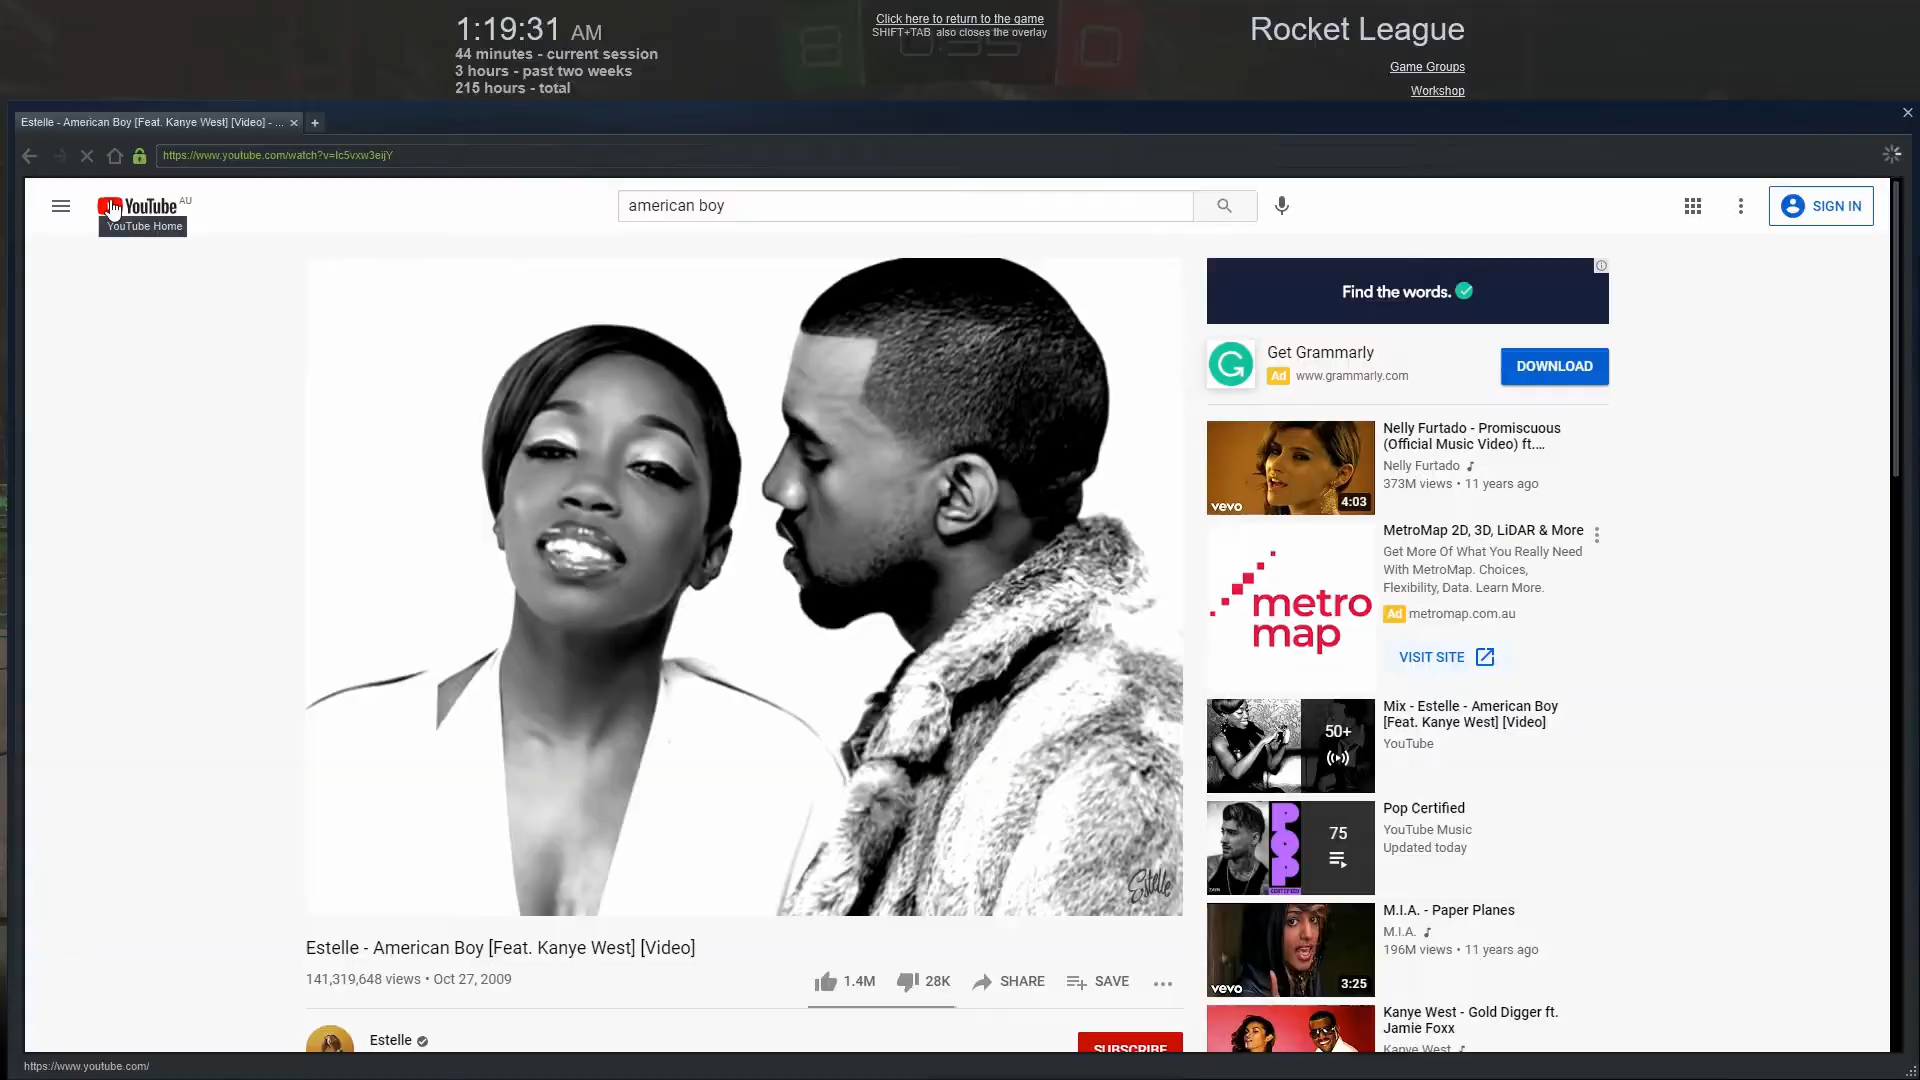 1:19:31 AM
44 minutes - current session
3 hours - past two weeks
215 hours - total
Click here to return to the game
SHIFT+TAB also closes the overlay
Rocket League
Game Groups
Workshop
Estelle - American Boy [Feat. Kanye West] [Video] - ...
https://www.youtube.com/watch?v=Ic5vxw3eijY
YouTube AU
YouTube Home
american boy
SIGN IN
Find the words.
Get Grammarly
Ad www.grammarly.com
DOWNLOAD
Nelly Furtado - Promiscuous
(Official Music Video) ft....
Nelly Furtado
373M views • 11 years ago
vevo
4:03
MetroMap 2D, 3D, LiDAR & More
Get More Of What You Really Need
With MetroMap. Choices,
Flexibility, Data. Learn More.
Ad metromap.com.au
VISIT SITE
metro
map
Mix - Estelle - American Boy
[Feat. Kanye West] [Video]
YouTube
50+
Pop Certified
YouTube Music
Updated today
75
POP
CERTIFIED
M.I.A. - Paper Planes
M.I.A.
196M views • 11 years ago
vevo
3:25
Kanye West - Gold Digger ft.
Jamie Foxx
Kanye West
Estelle
Estelle - American Boy [Feat. Kanye West] [Video]
141,319,648 views • Oct 27, 2009
1.4M
28K
SHARE
SAVE
Estelle
SUBSCRIBE
https://www.youtube.com/